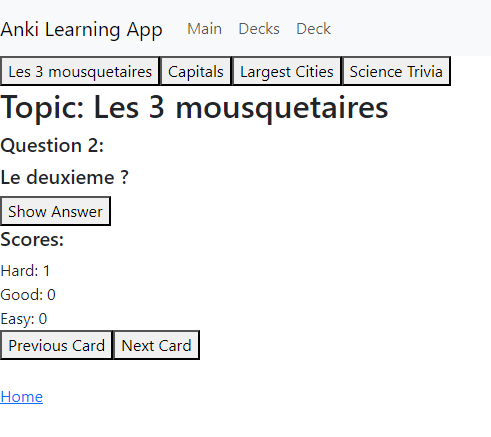 Anki Learning App Main Decks Deck
Les 3 mousquetaires Capitals Largest Cities Science Trivia
Topic: Les 3 mousquetaires
Question 2:
Le deuxieme ?
Show Answer
Scores:
Hard: 1
Good: 0
Easy: 0
Previous Card Next Card
Home